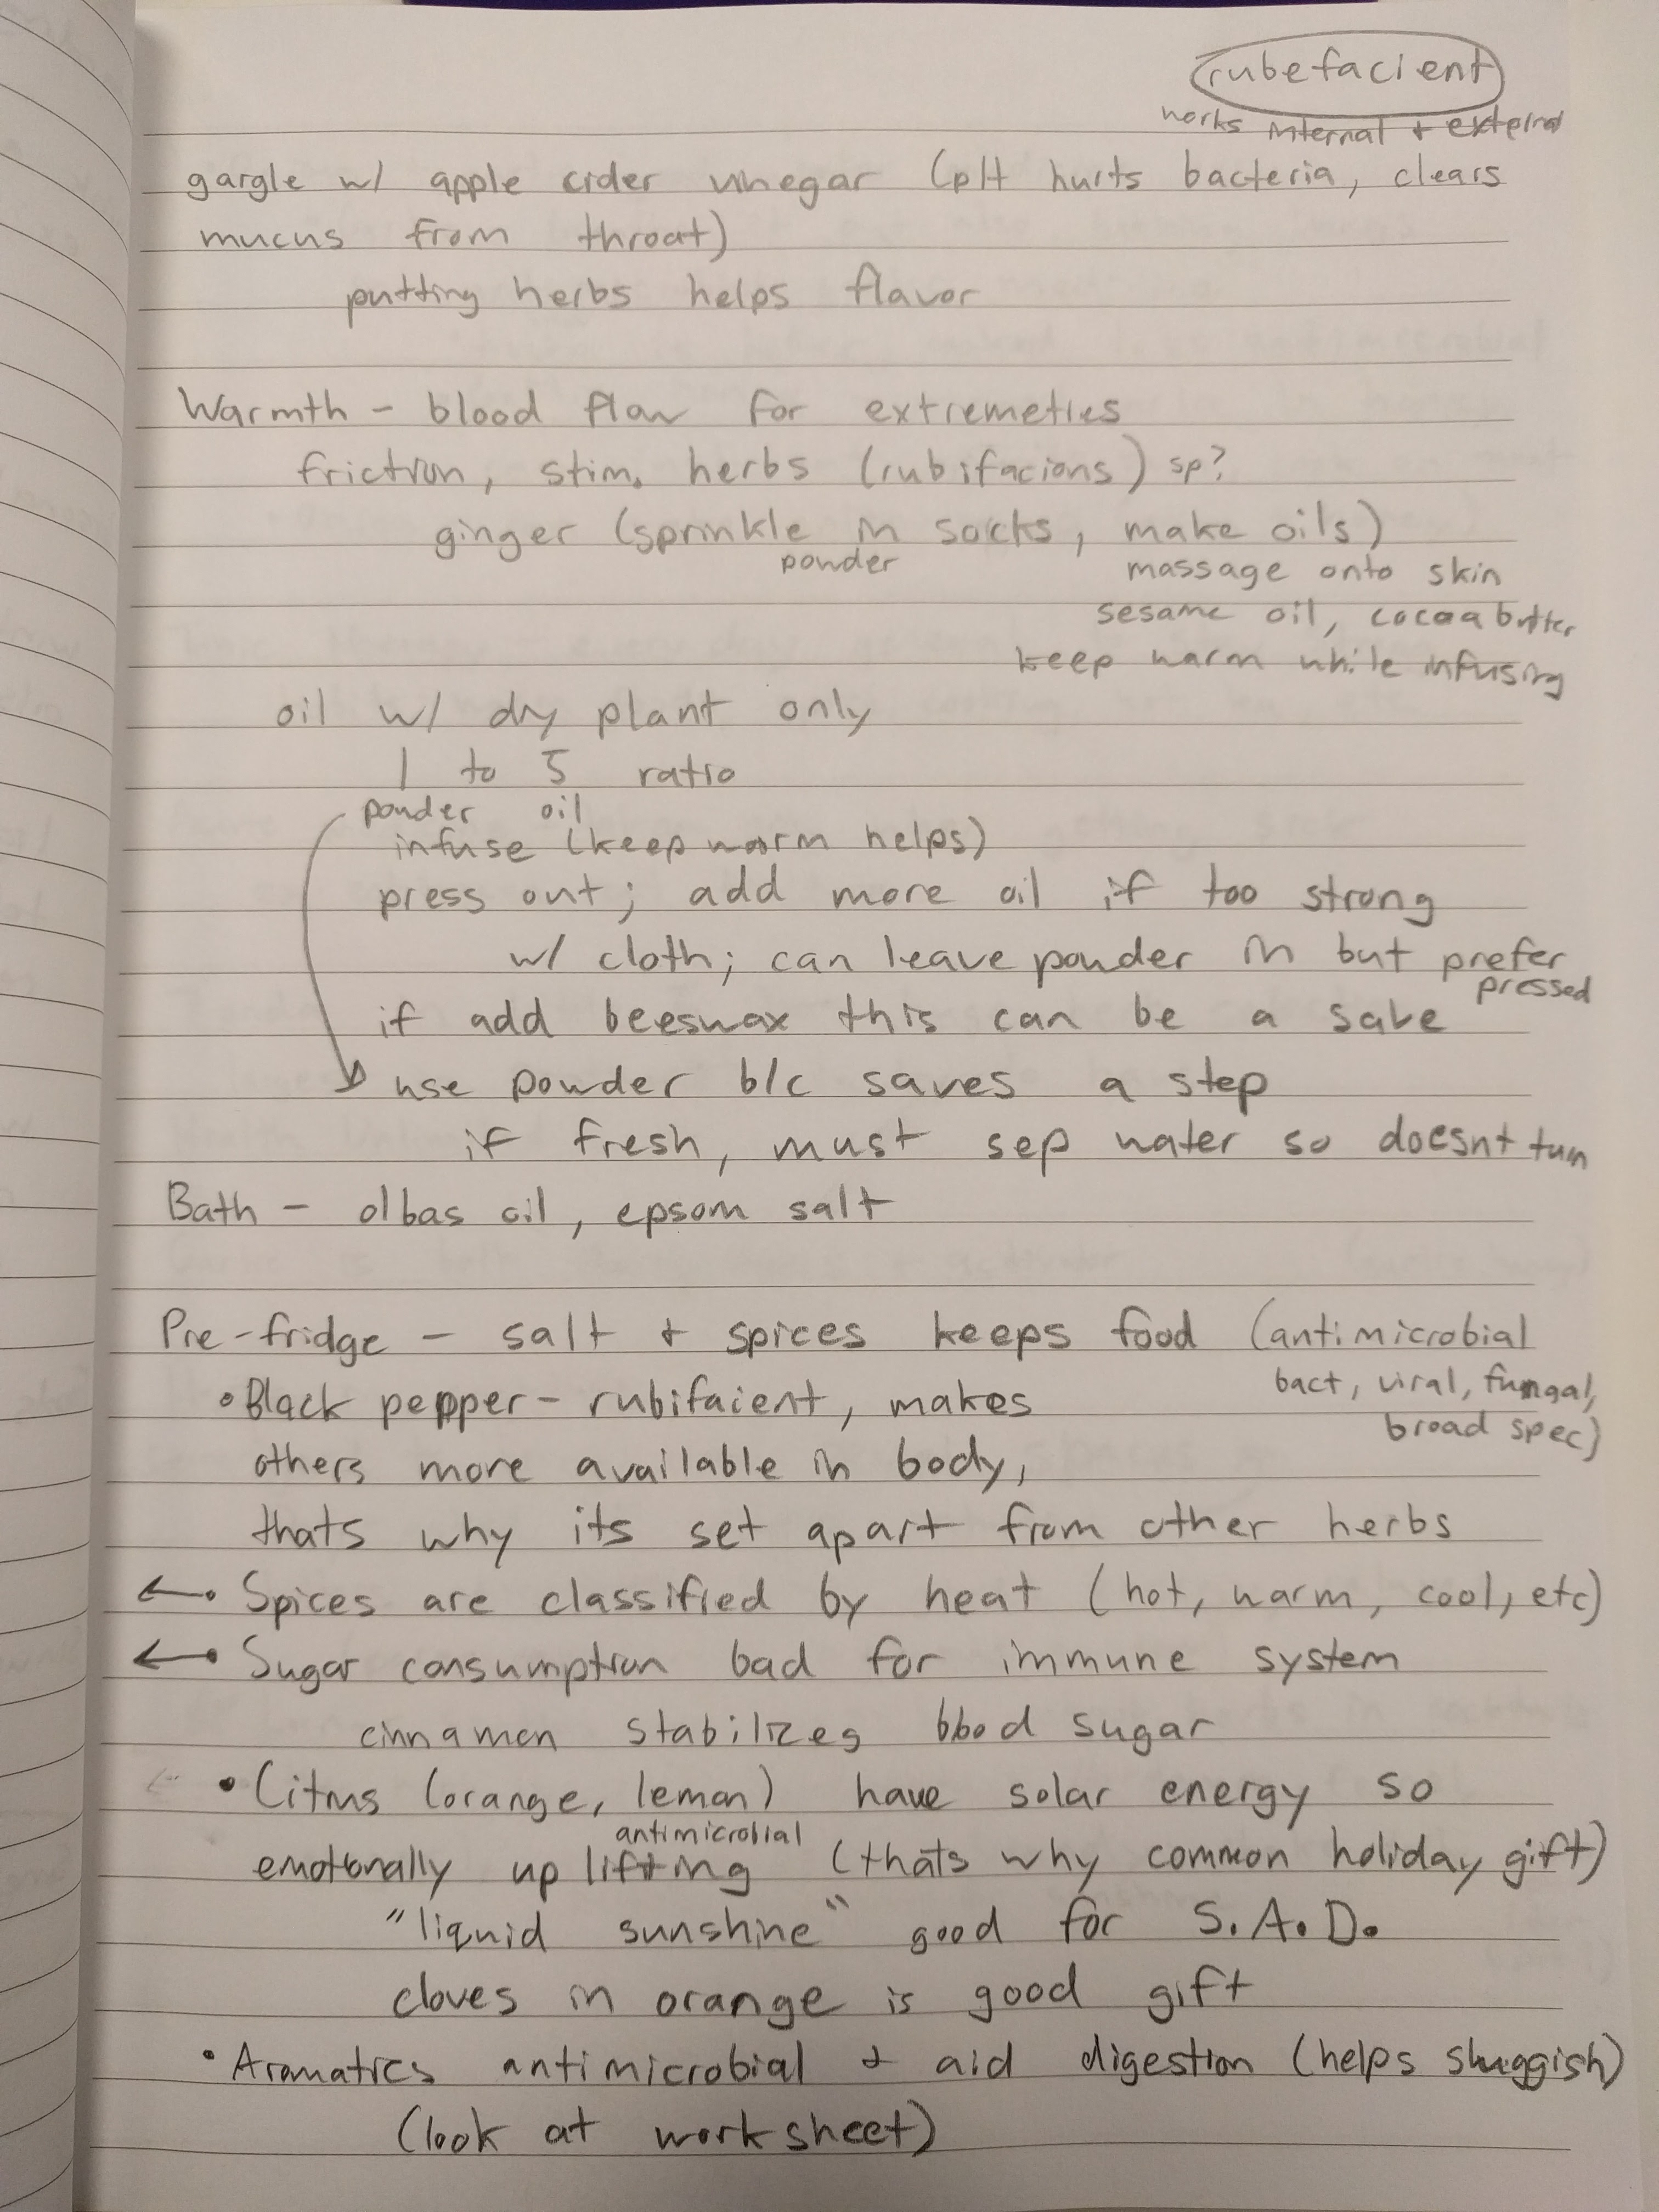 rubefacient
works internal + external
gargle w/ apple cider vinegar (pH hurts bacteria, clears
mucus from throat)
putting herbs helps flavor
Warmth - blood flow for extremeties
friction, stim. herbs (rubifacions) sp?
ginger (sprinkle in socks, make oils)
powder massage onto skin
sesame oil, cocoa butter
keep warm while infusing
oil w/ dry plant only
1 to 5 ratio
powder oil
infuse (keep warm helps)
press out; add more oil if too strong
w/ cloth; can leave powder in but prefer
pressed
if add beeswax this can be a salve
use powder b/c saves a step
if fresh, must sep water so doesnt turn
Bath - olbas oil, epsom salt
Pre-fridge - salt + spices keeps food (antimicrobial
bact, viral, fungal,
broad spec)
• Black pepper - rubifaient, makes
others more available in body,
thats why its set apart from other herbs
← • Spices are classified by heat (hot, warm, cool, etc)
← • Sugar consumption bad for immune system
cinnamon stabilizes blood sugar
• Citrus (orange, lemon) have solar energy so
antimicrobial
emotionally uplifting (thats why common holiday gift)
"liquid sunshine" good for S.A.D.
cloves in orange is good gift
• Aromatics antimicrobial + aid digestion (helps sluggish)
(look at worksheet)